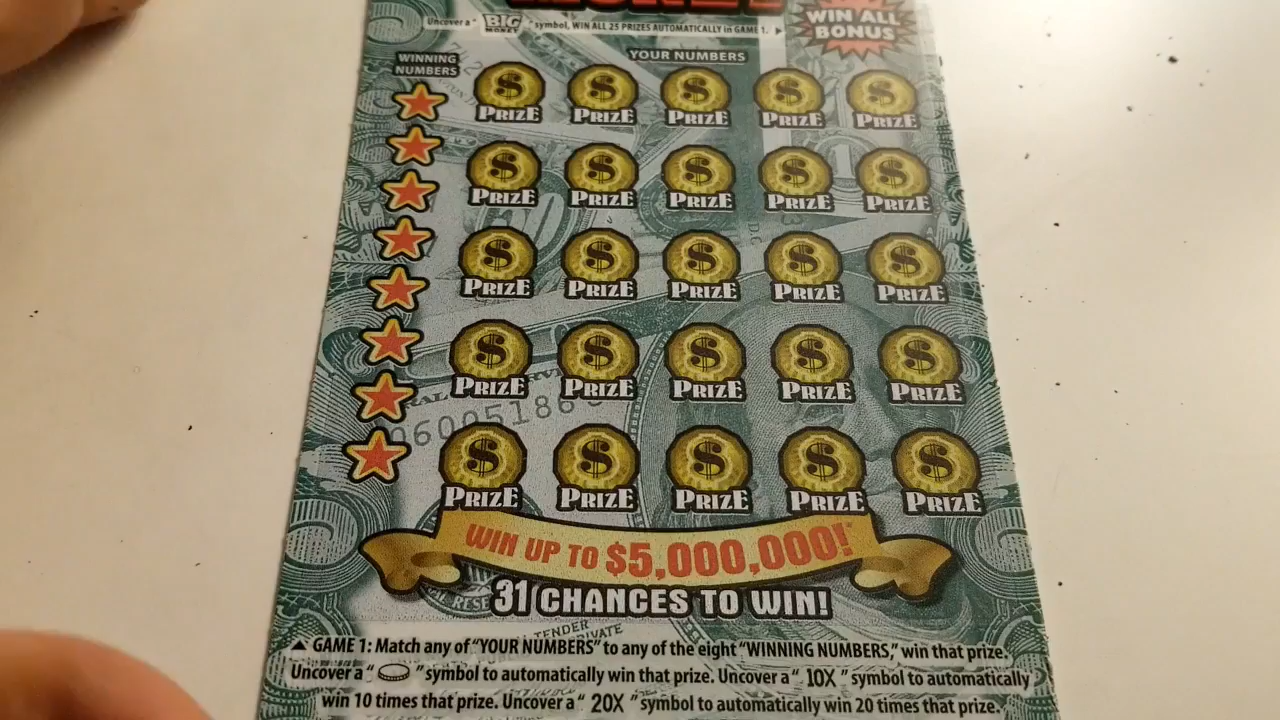 MONEY
Uncover a "BIG MONEY" symbol, WIN ALL 25 PRIZES AUTOMATICALLY in GAME 1.
WIN ALL
BONUS
WINNING
NUMBERS
YOUR NUMBERS
$ $ $ $ $
PRIZE PRIZE PRIZE PRIZE PRIZE
$ $ $ $ $
PRIZE PRIZE PRIZE PRIZE PRIZE
$ $ $ $ $
PRIZE PRIZE PRIZE PRIZE PRIZE
$ $ $ $ $
PRIZE PRIZE PRIZE PRIZE PRIZE
$ $ $ $ $
PRIZE PRIZE PRIZE PRIZE PRIZE
WIN UP TO $5,000,000!*
31 CHANCES TO WIN!
TENDER
GAME 1: Match any of "YOUR NUMBERS" to any of the eight "WINNING NUMBERS," win that prize.
Uncover a " " symbol to automatically win that prize. Uncover a " 10X " symbol to automatically
win 10 times that prize. Uncover a " 20X " symbol to automatically win 20 times that prize.